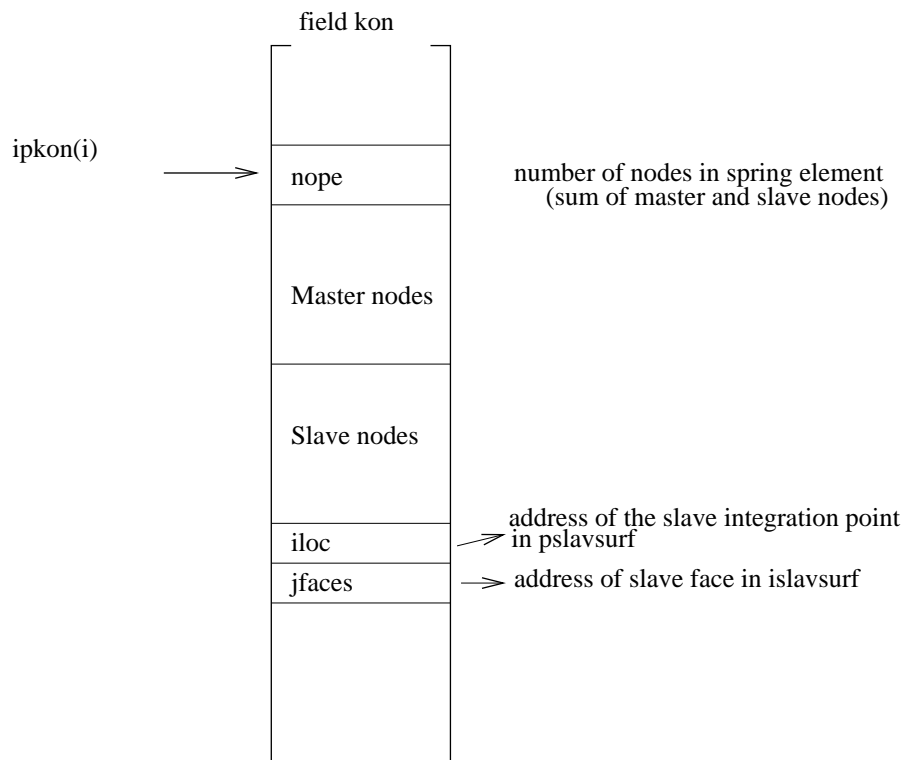 field kon
ipkon(i)
nope
number of nodes in spring element
(sum of master and slave nodes)
Master nodes
Slave nodes
iloc
address of the slave integration point
in pslavsurf
jfaces
address of slave face in islavsurf